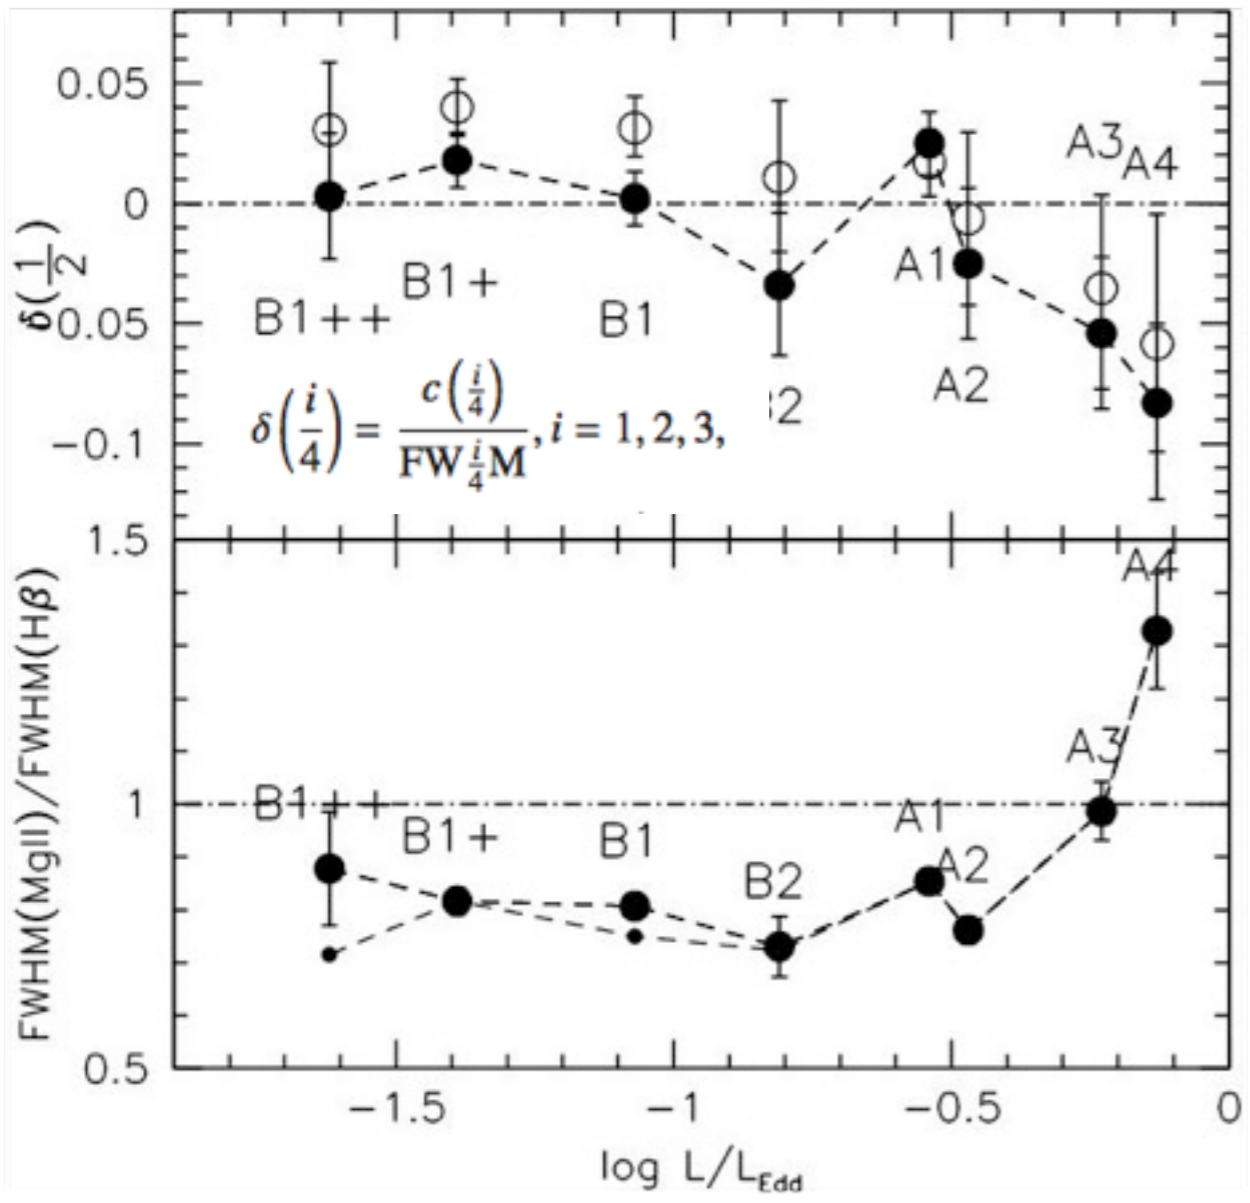 0.05
0
0.05
−0.1
1.5
δ(1/2)
A3
A4
A1
B1++
B1+
B1
2
A2
δ(i/4) = c(i/4) / FW i/4 M, i = 1, 2, 3,
FWHM(MgII)/FWHM(Hβ)
1
0.5
A4
A3
B1++
B1+
B1
B2
A1
A2
−1.5
−1
−0.5
0
log L/L_Edd